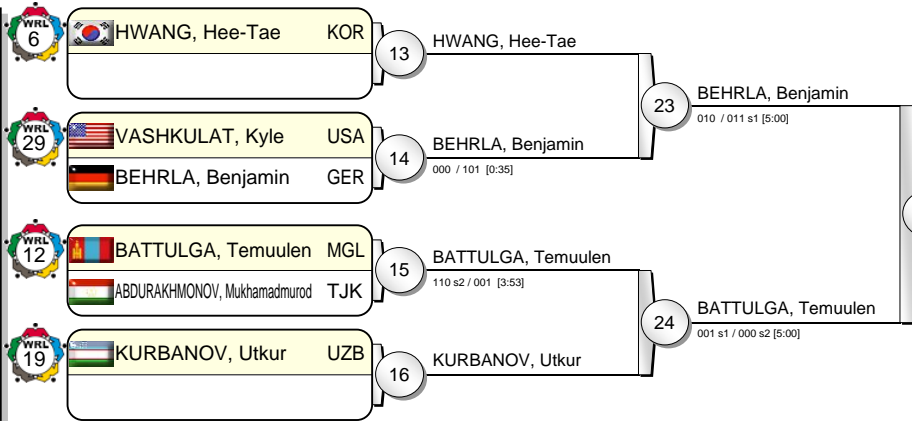 WRL 6 HWANG, Hee-Tae KOR
13 HWANG, Hee-Tae
23 BEHRLA, Benjamin
010 / 011 s1 [5:00]
WRL 29 VASHKULAT, Kyle USA
BEHRLA, Benjamin GER
14 BEHRLA, Benjamin
000 / 101 [0:35]
WRL 12 BATTULGA, Temuulen MGL
ABDURAKHMONOV, Mukhamadmurod TJK
15 BATTULGA, Temuulen
110 s2 / 001 [3:53]
24 BATTULGA, Temuulen
001 s1 / 000 s2 [5:00]
WRL 19 KURBANOV, Utkur UZB
16 KURBANOV, Utkur